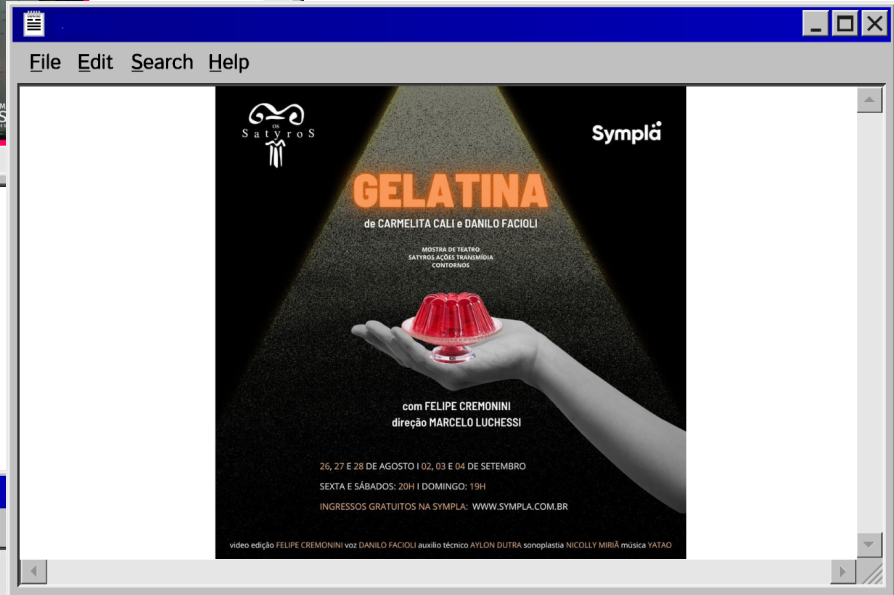 File Edit Search Help
OS
SatyroS
Sympla
GELATINA
de CARMELITA CALI e DANILO FACIOLI
MOSTRA DE TEATRO
SATYROS AÇÕES TRANSMÍDIA
CONTORNOS
com FELIPE CREMONINI
direção MARCELO LUCHESSI
26, 27 E 28 DE AGOSTO I 02, 03 E 04 DE SETEMBRO
SEXTA E SÁBADOS: 20H I DOMINGO: 19H
INGRESSOS GRATUITOS NA SYMPLA: WWW.SYMPLA.COM.BR
video edição FELIPE CREMONINI voz DANILO FACIOLI auxilio técnico AYLON DUTRA sonoplastia NICOLLY MIRIÃ música YATAO